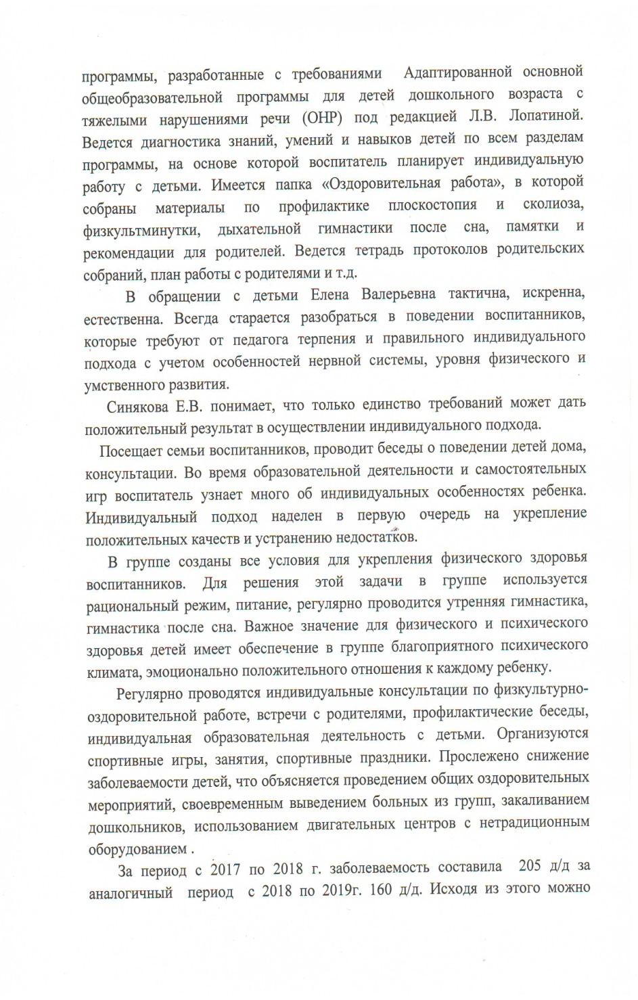 программы, разработанные с требованиями Адаптированной основной
общеобразовательной программы для детей дошкольного возраста с
тяжелыми нарушениями речи (ОНР) под редакцией Л.В. Лопатиной.
Ведется диагностика знаний, умений и навыков детей по всем разделам
программы, на основе которой воспитатель планирует индивидуальную
работу с детьми. Имеется папка «Оздоровительная работа», в которой
собраны материалы по профилактике плоскостопия и сколиоза,
физкультминутки, дыхательной гимнастики после сна, памятки и
рекомендации для родителей. Ведется тетрадь протоколов родительских
собраний, план работы с родителями и т.д.
В обращении с детьми Елена Валерьевна тактична, искренна,
естественна. Всегда старается разобраться в поведении воспитанников,
которые требуют от педагога терпения и правильного индивидуального
подхода с учетом особенностей нервной системы, уровня физического и
умственного развития.
Синякова Е.В. понимает, что только единство требований может дать
положительный результат в осуществлении индивидуального подхода.
Посещает семьи воспитанников, проводит беседы о поведении детей дома,
консультации. Во время образовательной деятельности и самостоятельных
игр воспитатель узнает много об индивидуальных особенностях ребенка.
Индивидуальный подход наделен в первую очередь на укрепление
положительных качеств и устранению недостатков.
В группе созданы все условия для укрепления физического здоровья
воспитанников. Для решения этой задачи в группе используется
рациональный режим, питание, регулярно проводится утренняя гимнастика,
гимнастика после сна. Важное значение для физического и психического
здоровья детей имеет обеспечение в группе благоприятного психического
климата, эмоционально положительного отношения к каждому ребенку.
Регулярно проводятся индивидуальные консультации по физкультурно-
оздоровительной работе, встречи с родителями, профилактические беседы,
индивидуальная образовательная деятельность с детьми. Организуются
спортивные игры, занятия, спортивные праздники. Прослежено снижение
заболеваемости детей, что объясняется проведением общих оздоровительных
мероприятий, своевременным выведением больных из групп, закаливанием
дошкольников, использованием двигательных центров с нетрадиционным
оборудованием .
За период с 2017 по 2018 г. заболеваемость составила 205 д/д за
аналогичный период с 2018 по 2019г. 160 д/д. Исходя из этого можно